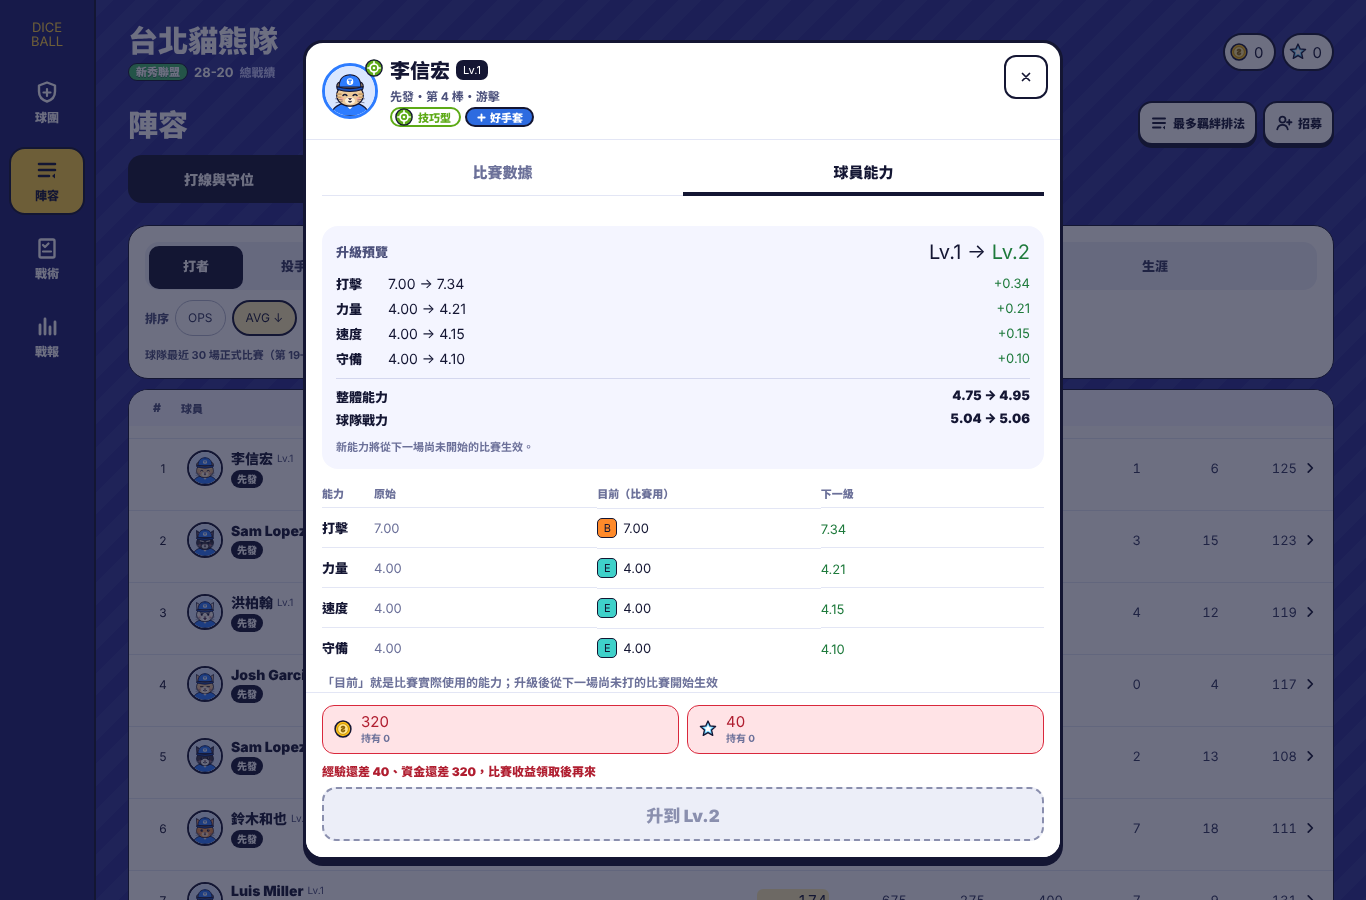 DICE
BALL
球團
陣容
戰術
戰報
台北貓熊隊
新秀聯盟 28-20 總戰績
0 0
陣容
最多羈絆排法 招募
打線與守位
打者 投手 生涯
排序 OPS AVG ↓
球隊最近 30 場正式比賽（第 19-
# 球員
1 李信宏 Lv.1 1 6 125
先發
2 Sam Lopez 3 15 123
先發
3 洪柏翰 Lv.1 4 12 119
先發
4 Josh Garci 0 4 117
先發
5 Sam Lopez 2 13 108
先發
6 鈴木和也 Lv. 7 18 111
先發
Luis Miller Lv.1
李信宏 Lv.1
先發・第 4 棒・游擊
技巧型 + 好手套
×
比賽數據 球員能力
升級預覽 Lv.1 → Lv.2
打擊 7.00 → 7.34 +0.34
力量 4.00 → 4.21 +0.21
速度 4.00 → 4.15 +0.15
守備 4.00 → 4.10 +0.10
整體能力 4.75 → 4.95
球隊戰力 5.04 → 5.06
新能力將從下一場尚未開始的比賽生效。
能力 原始 目前（比賽用） 下一級
打擊 7.00 B 7.00 7.34
力量 4.00 E 4.00 4.21
速度 4.00 E 4.00 4.15
守備 4.00 E 4.00 4.10
「目前」就是比賽實際使用的能力；升級後從下一場尚未打的比賽開始生效
320 40
持有 0 持有 0
經驗還差 40、資金還差 320，比賽收益領取後再來
升到 Lv.2